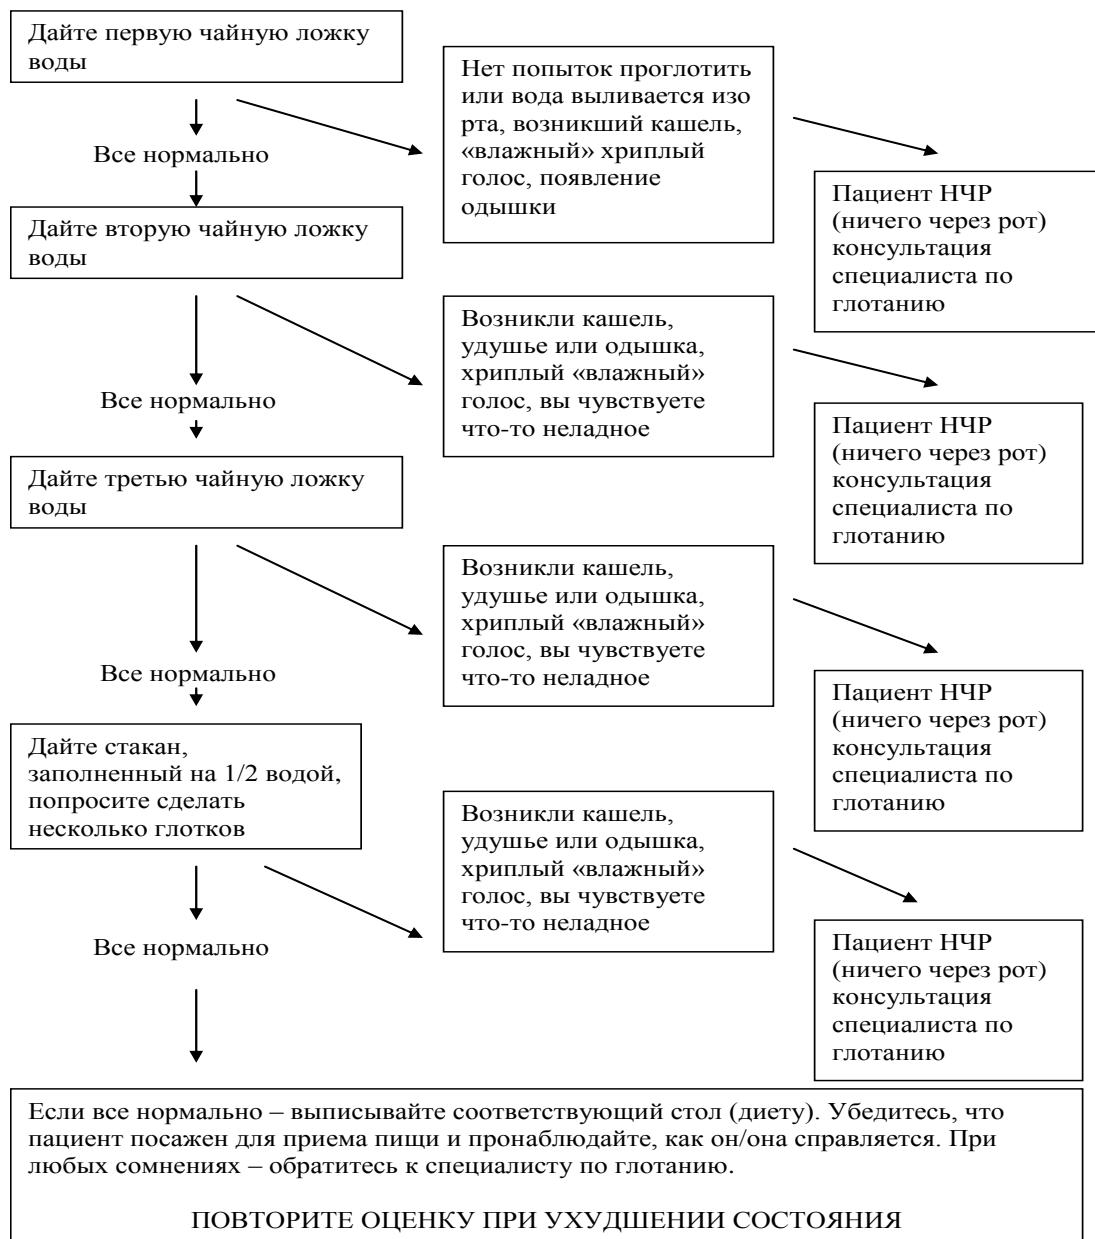 Дайте первую чайную ложку
воды
Нет попыток проглотить
или вода выливается изо
рта, возникший кашель,
«влажный» хриплый
голос, появление
одышки
Все нормально
Пациент НЧР
(ничего через рот)
консультация
специалиста по
глотанию
Дайте вторую чайную ложку
воды
Возникли кашель,
удушье или одышка,
хриплый «влажный»
голос, вы чувствуете
что-то неладное
Все нормально
Пациент НЧР
(ничего через рот)
консультация
специалиста по
глотанию
Дайте третью чайную ложку
воды
Возникли кашель,
удушье или одышка,
хриплый «влажный»
голос, вы чувствуете
что-то неладное
Все нормально
Пациент НЧР
(ничего через рот)
консультация
специалиста по
глотанию
Дайте стакан,
заполненный на 1/2 водой,
попросите сделать
несколько глотков
Возникли кашель,
удушье или одышка,
хриплый «влажный»
голос, вы чувствуете
что-то неладное
Все нормально
Пациент НЧР
(ничего через рот)
консультация
специалиста по
глотанию
Если все нормально – выписывайте соответствующий стол (диету). Убедитесь, что
пациент посажен для приема пищи и пронаблюдайте, как он/она справляется. При
любых сомнениях – обратитесь к специалисту по глотанию.
ПОВТОРИТЕ ОЦЕНКУ ПРИ УХУДШЕНИИ СОСТОЯНИЯ